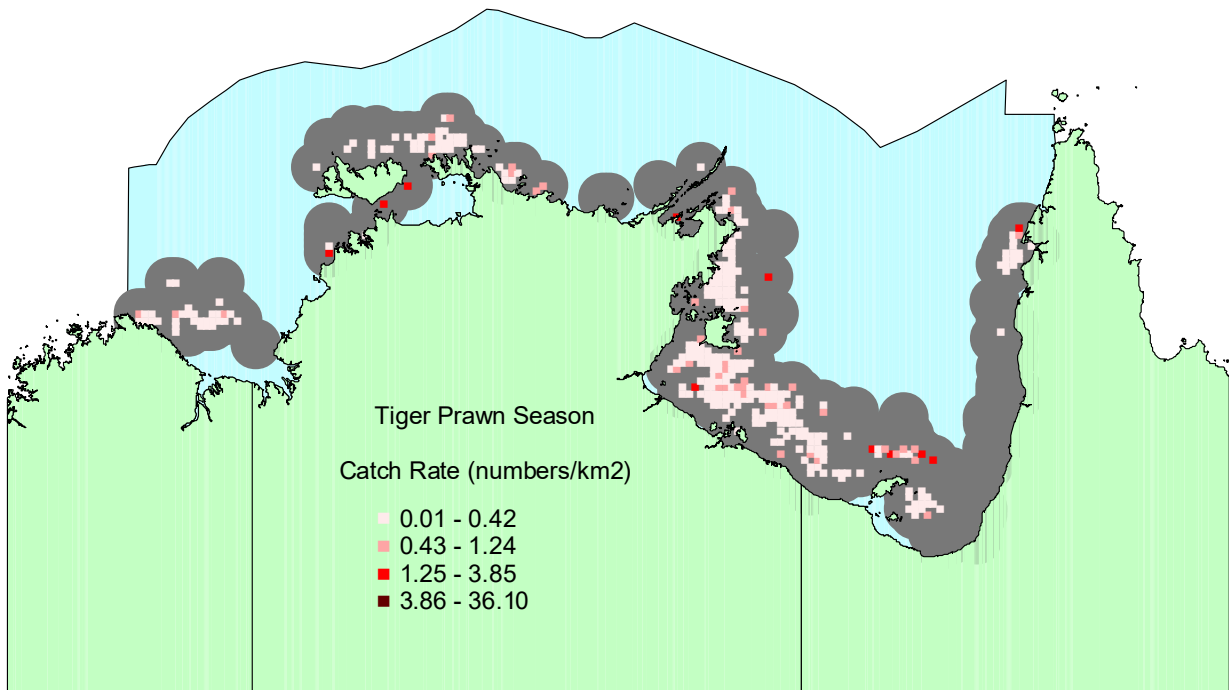 Tiger Prawn Season
Catch Rate (numbers/km2)
0.01 - 0.42
0.43 - 1.24
1.25 - 3.85
3.86 - 36.10